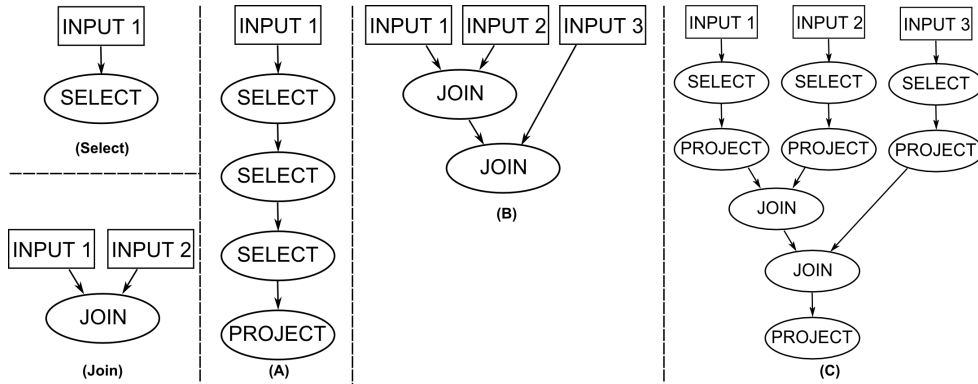 INPUT 1
SELECT
(Select)
INPUT 1 INPUT 2
JOIN
(Join)
INPUT 1
SELECT
SELECT
SELECT
PROJECT
(A)
INPUT 1 INPUT 2 INPUT 3
JOIN
JOIN
(B)
INPUT 1 INPUT 2 INPUT 3
SELECT SELECT SELECT
PROJECT PROJECT PROJECT
JOIN
JOIN
PROJECT
(C)